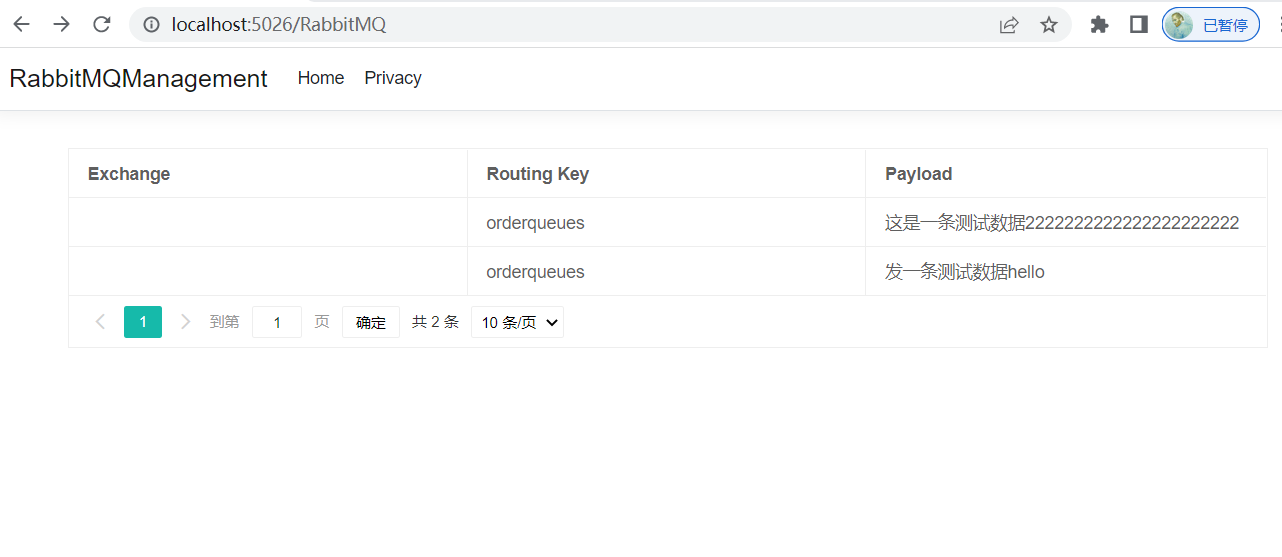 localhost:5026/RabbitMQ 已暂停
RabbitMQManagement Home Privacy
Exchange Routing Key Payload
orderqueues 这是一条测试数据2222222222222222222222
orderqueues 发一条测试数据hello
1 到第 1 页 确定 共 2 条 10 条/页